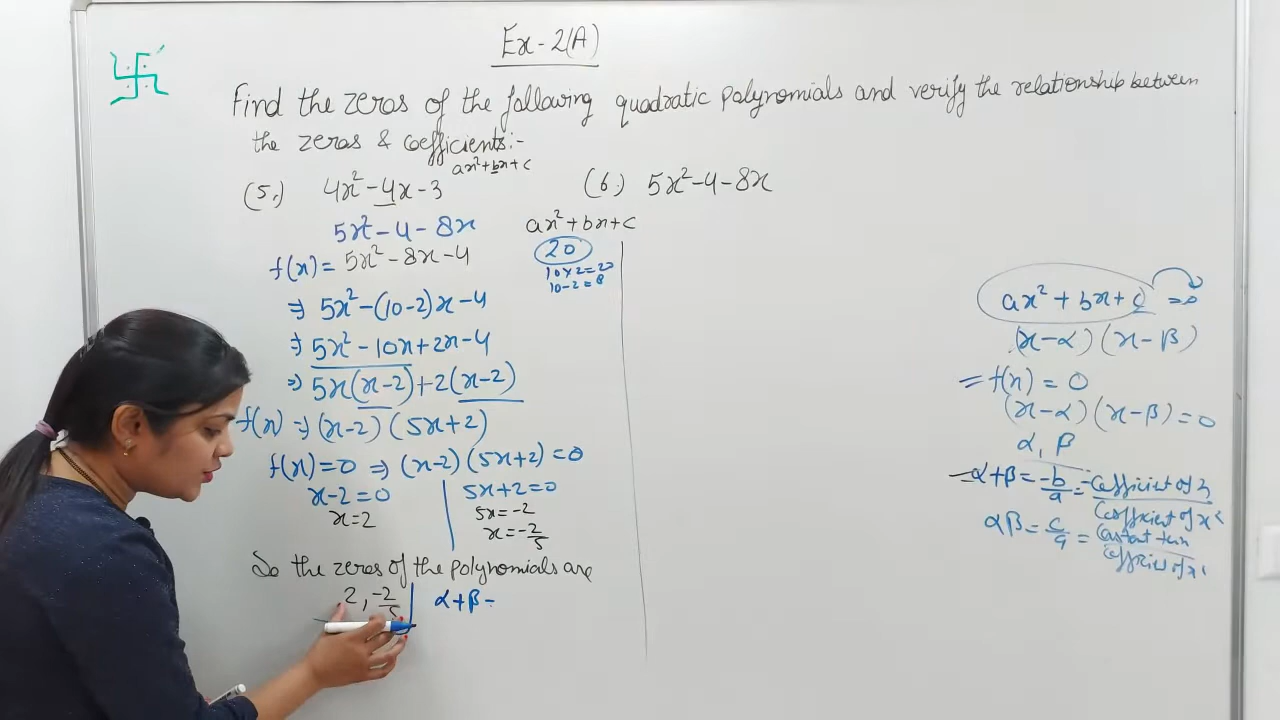 Ex-2(A)
Find the zeros of the following quadratic polynomials and verify the relationship between
the zeros & coefficients:-
ax²+bx+c
(5.) 4x²-4x-3
5x²-4-8x
f(x)= 5x²-8x-4
⇒ 5x²-(10-2)x-4
⇒ 5x²-10x+2x-4
⇒ 5x(x-2)+2(x-2)
f(x) ⇒ (x-2)(5x+2)
f(x)=0 ⇒ (x-2)(5x+2)=0
x-2=0
x=2
5x+2=0
5x=-2
x=-2/5
So the zeros of the polynomials are
2, -2/5
α+β-
ax²+bx+c
20
10×2=20
10-2=8
(6.) 5x²-4-8x
ax²+bx+c=0
(x-α)(x-β)
=f(x)=0
(x-α)(x-β)=0
α, β
α+β=-b/a=-coefficient of x/coefficient of x²
αβ=c/a=constant term/coefficient of x²